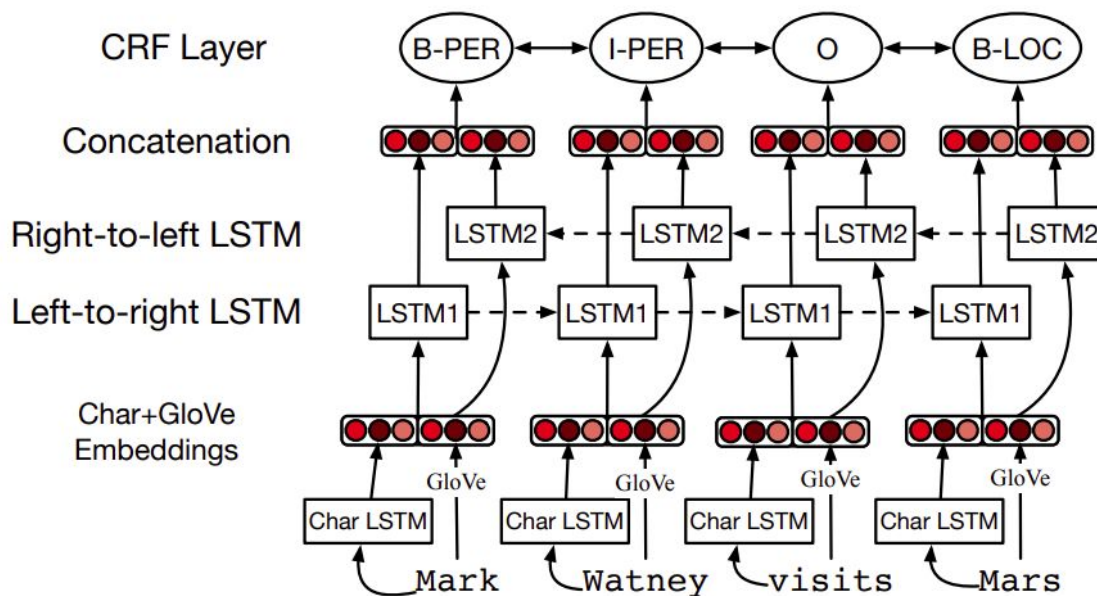 CRF Layer B-PER I-PER O B-LOC
Concatenation
Right-to-left LSTM LSTM2 LSTM2 LSTM2 LSTM2
Left-to-right LSTM LSTM1 LSTM1 LSTM1 LSTM1
Char+GloVe
Embeddings
GloVe GloVe GloVe GloVe
Char LSTM Char LSTM Char LSTM Char LSTM
Mark Watney visits Mars